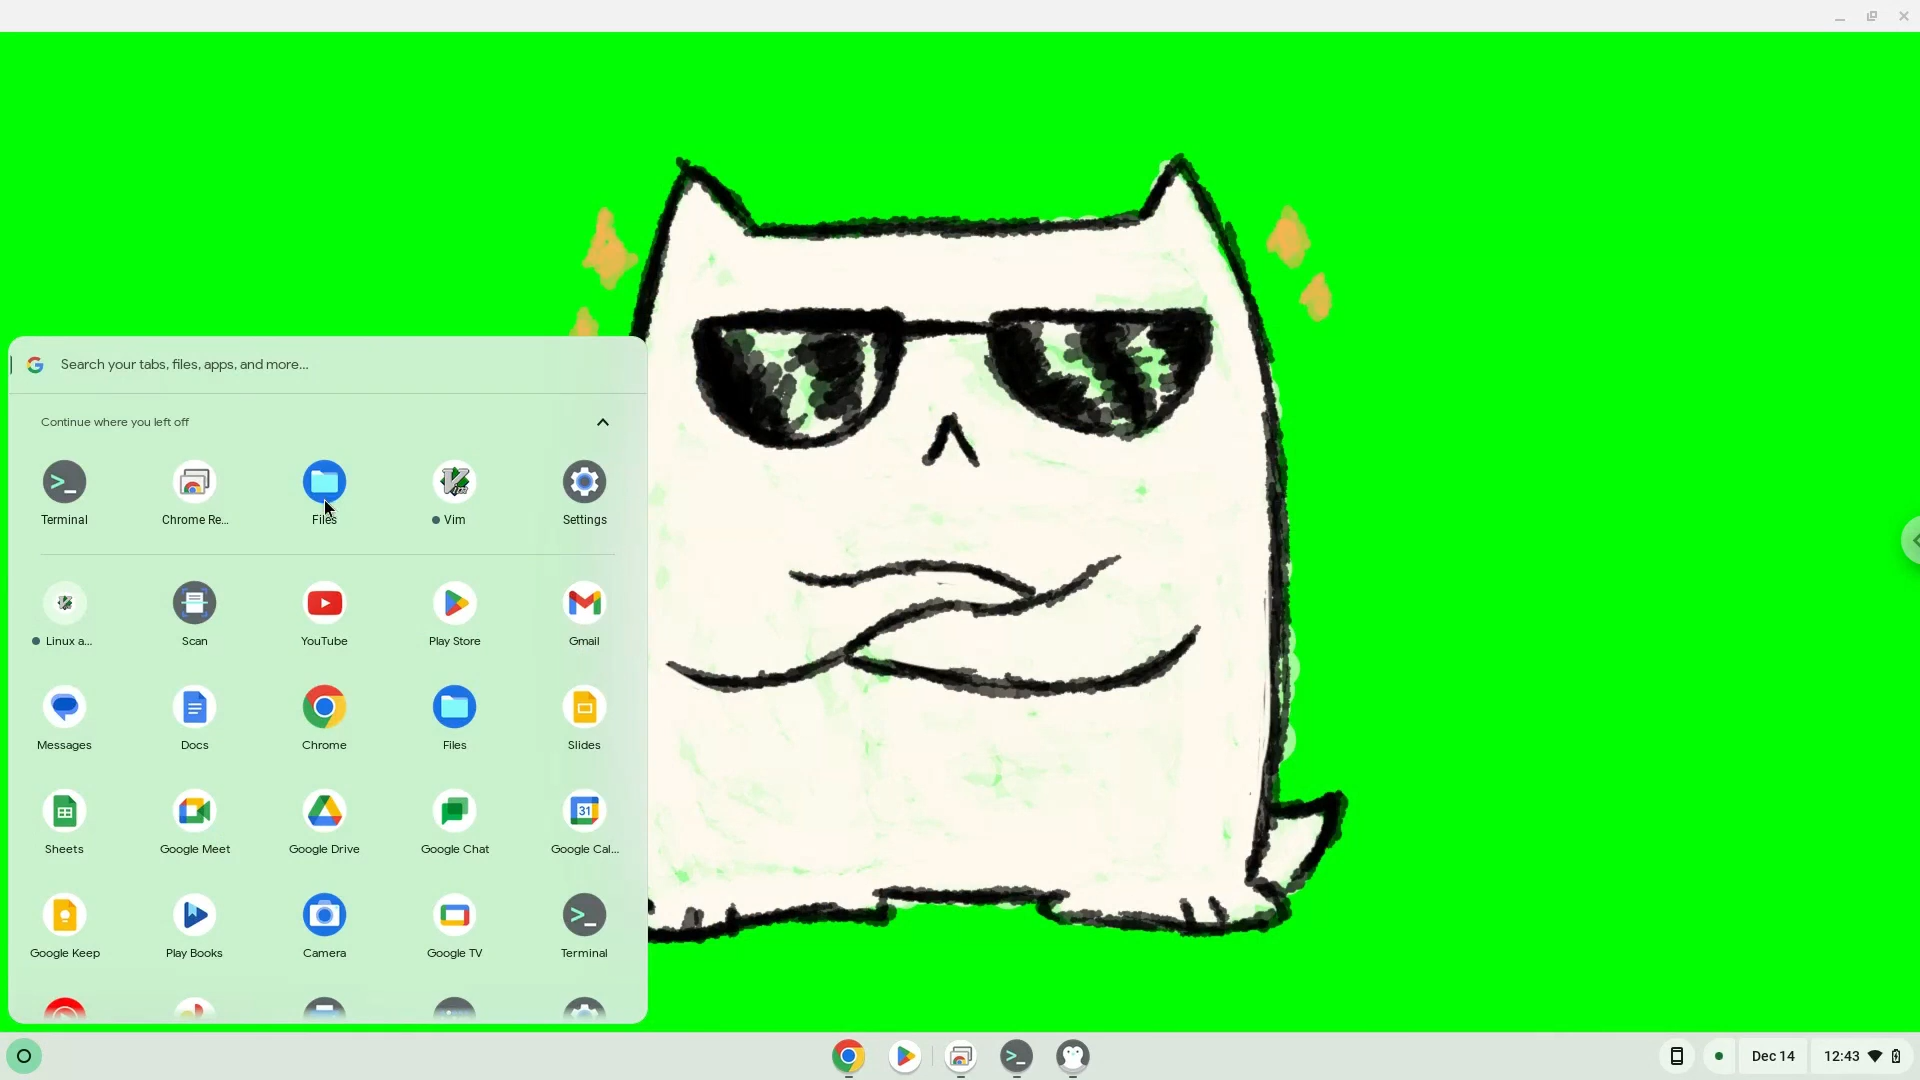 Search your tabs, files, apps, and more...
Continue where you left off
Terminal
Chrome Re...
Files
Vim
Settings
Linux a...
Scan
YouTube
Play Store
Gmail
Messages
Docs
Chrome
Files
Slides
Sheets
Google Meet
Google Drive
Google Chat
31
Google Cal...
Google Keep
Play Books
Camera
Google TV
Terminal
Dec 14
12:43